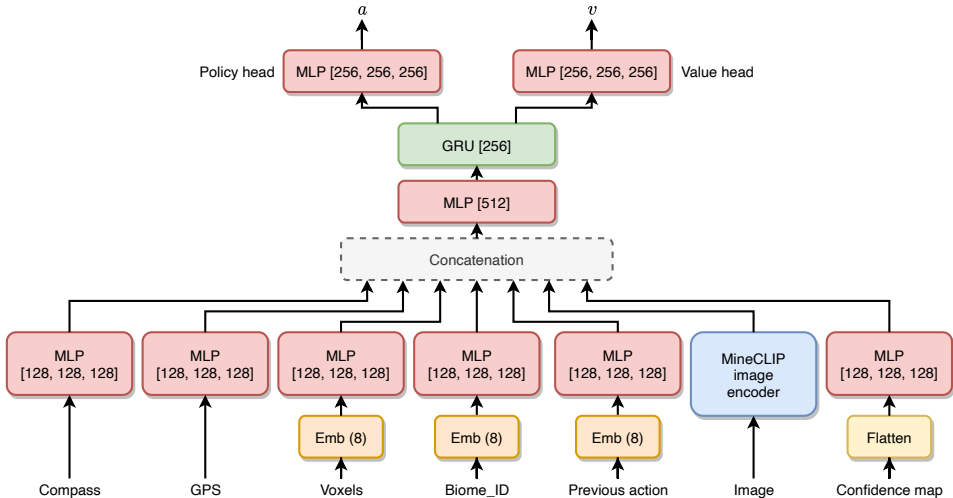 a
v
Policy head
MLP [256, 256, 256]
MLP [256, 256, 256]
Value head
GRU [256]
MLP [512]
Concatenation
MLP
[128, 128, 128]
MLP
[128, 128, 128]
MLP
[128, 128, 128]
MLP
[128, 128, 128]
MLP
[128, 128, 128]
MineCLIP
image
encoder
MLP
[128, 128, 128]
Emb (8)
Emb (8)
Emb (8)
Flatten
Compass
GPS
Voxels
Biome_ID
Previous action
Image
Confidence map